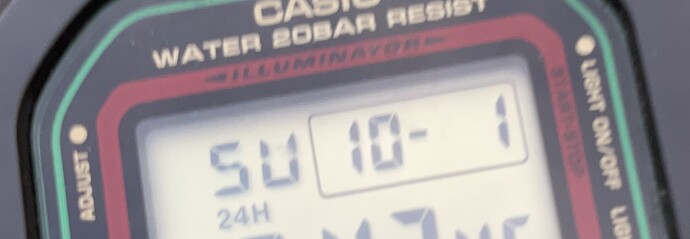 CASIO
WATER 20BAR RESIST
ILLUMINATOR
ADJUST
LIGHT ON/OFF
START·STOP
SU 10- 1
24H